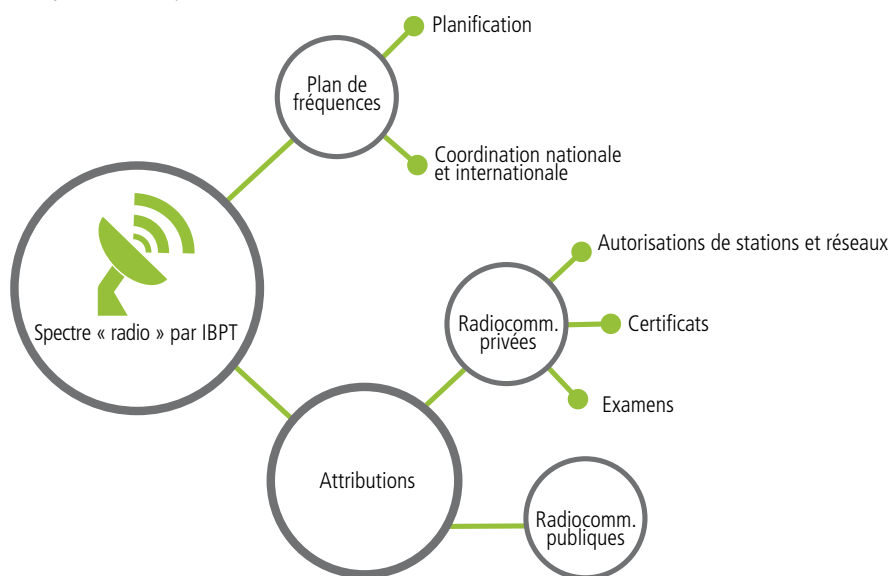 Planification
Plan de
fréquences
Coordination nationale
et internationale
Autorisations de stations et réseaux
Spectre « radio » par IBPT
Radiocomm.
privées
Certificats
Examens
Attributions
Radiocomm.
publiques